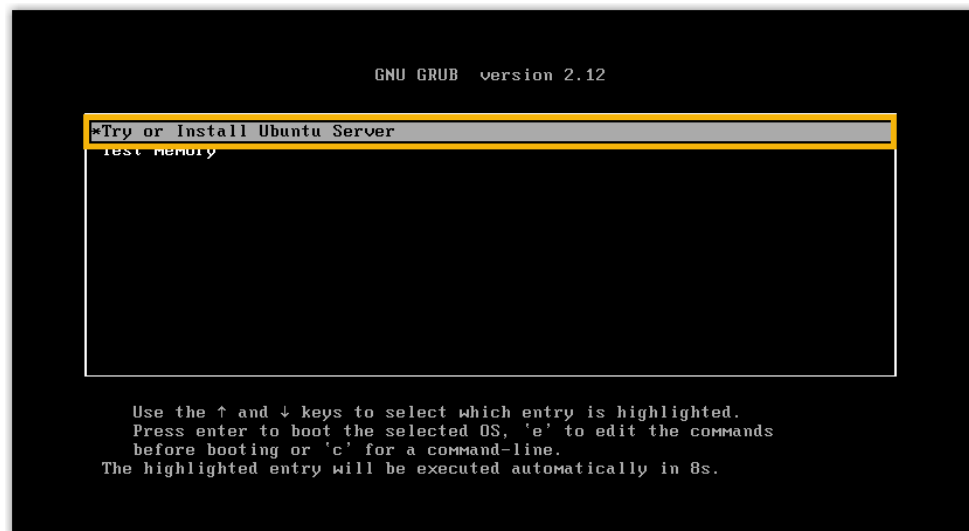 GNU GRUB version 2.12
*Try or Install Ubuntu Server
Test memory
Use the ↑ and ↓ keys to select which entry is highlighted.
Press enter to boot the selected OS, `e' to edit the commands
before booting or `c' for a command-line.
The highlighted entry will be executed automatically in 8s.